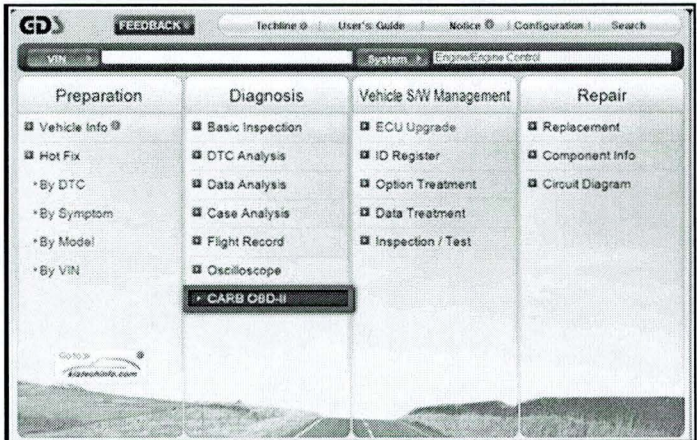 GDS FEEDBACK Techline User's Guide Notice Configuration Search
VIN System Engine/Engine Control
Preparation
Vehicle Info
Hot Fix
By DTC
By Symptom
By Model
By VIN
Go to
kiatechinfo.com
Diagnosis
Basic Inspection
DTC Analysis
Data Analysis
Case Analysis
Flight Record
Oscilloscope
CARB OBD-II
Vehicle S/W Management
ECU Upgrade
ID Register
Option Treatment
Data Treatment
Inspection / Test
Repair
Replacement
Component Info
Circuit Diagram